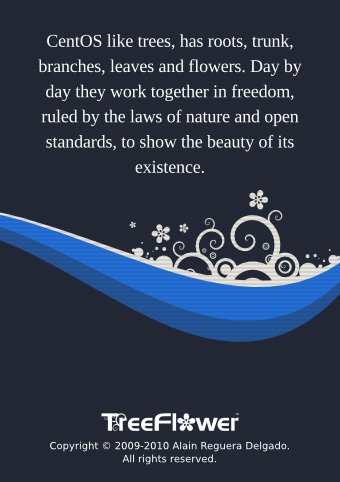 CentOS like trees, has roots, trunk,
branches, leaves and flowers. Day by
day they work together in freedom,
ruled by the laws of nature and open
standards, to show the beauty of its
existence.
TreeFlower™
Copyright © 2009-2010 Alain Reguera Delgado.
All rights reserved.